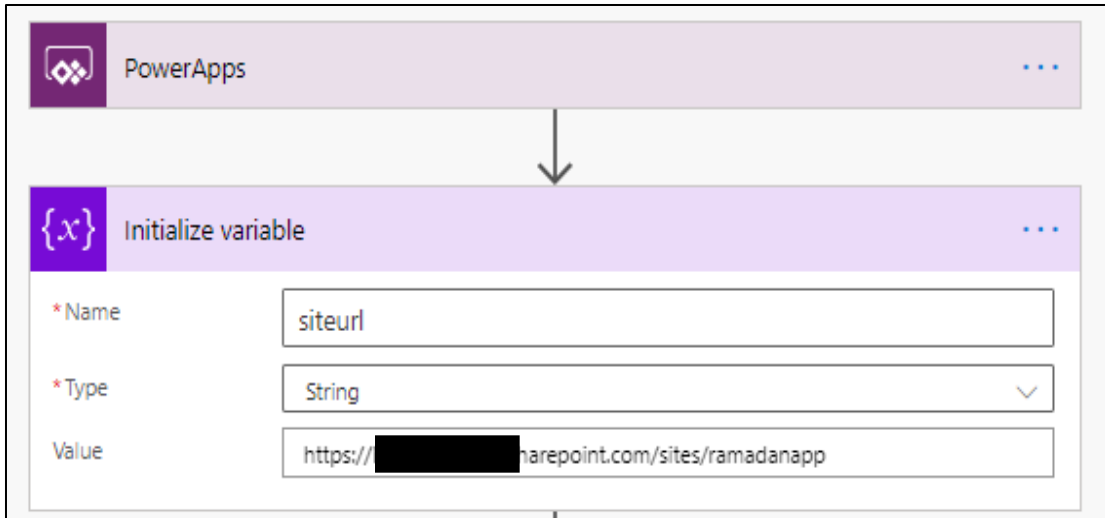 PowerApps
{x} Initialize variable
*Name siteurl
*Type String
Value https:// harepoint.com/sites/ramadanapp